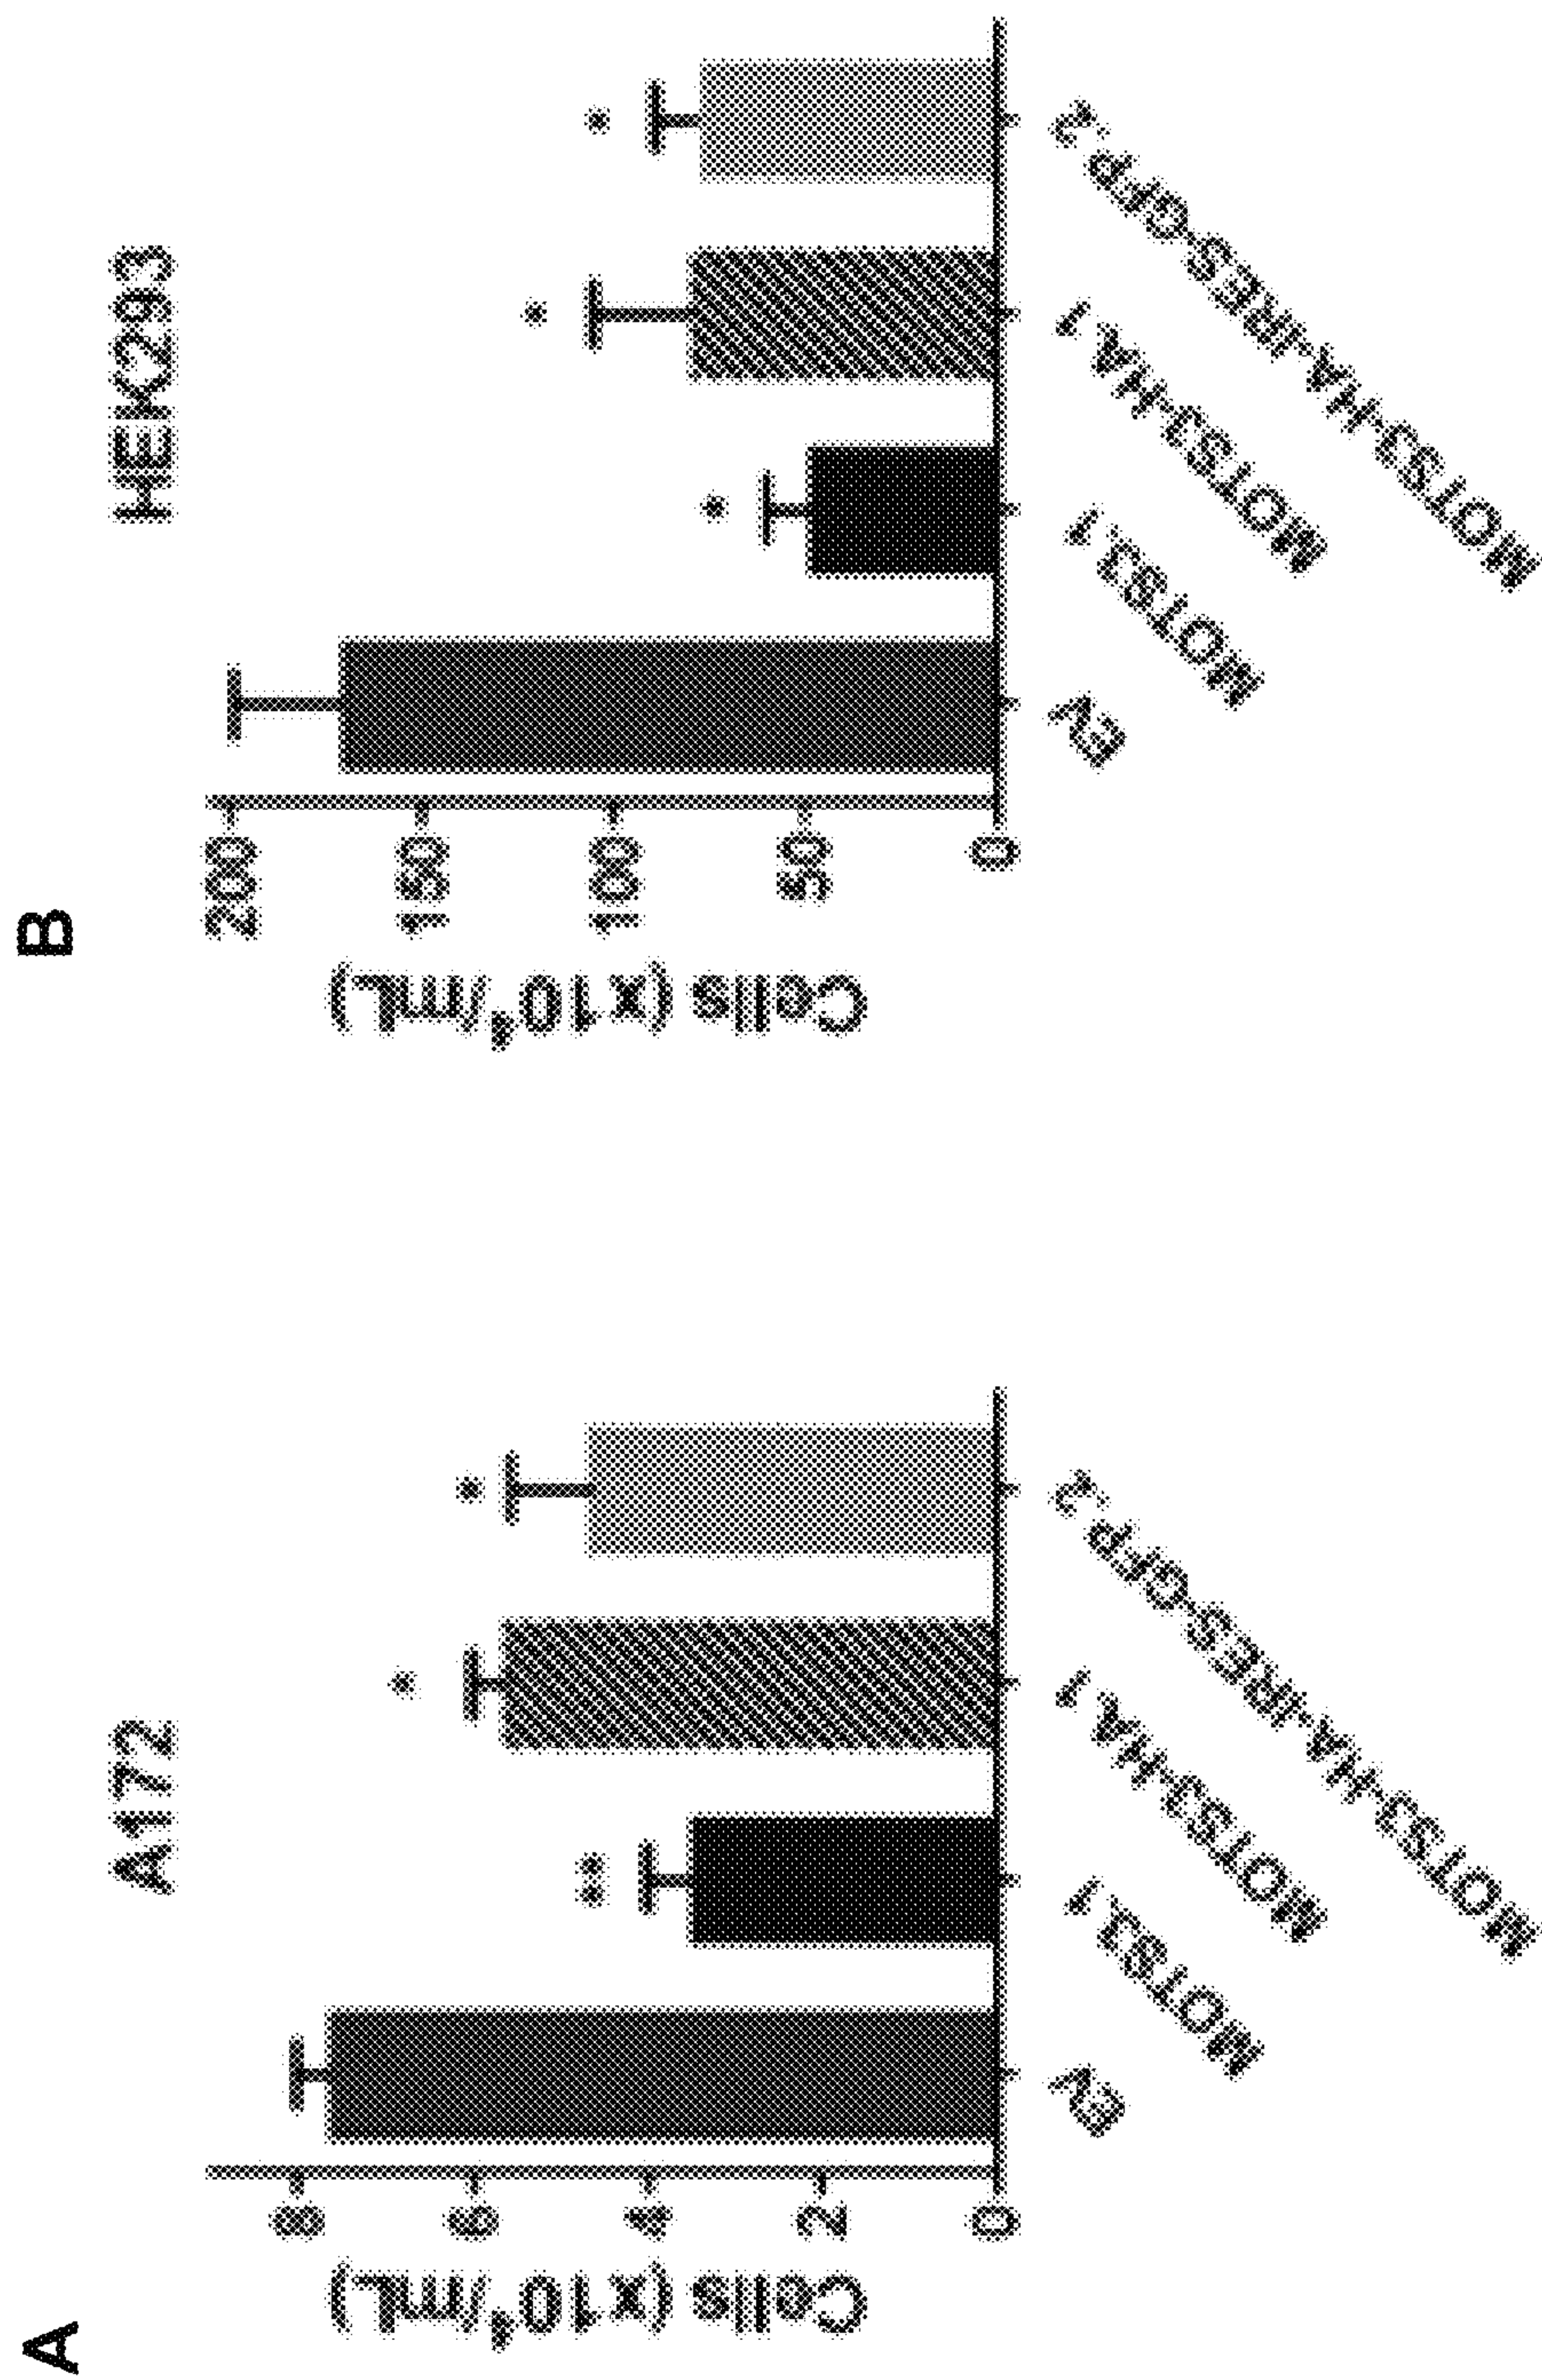 A
A172
Cells (x10⁴/mL)
8
6
4
2
0
EV
MOTS3.1
MOTS3-HA.1
MOTS3-HA-IRES-GFP.2
**
*
*
B
HEK293
Cells (x10⁴/mL)
200
150
100
50
0
EV
MOTS3.1
MOTS3-HA.1
MOTS3-HA-IRES-GFP.2
*
*
*